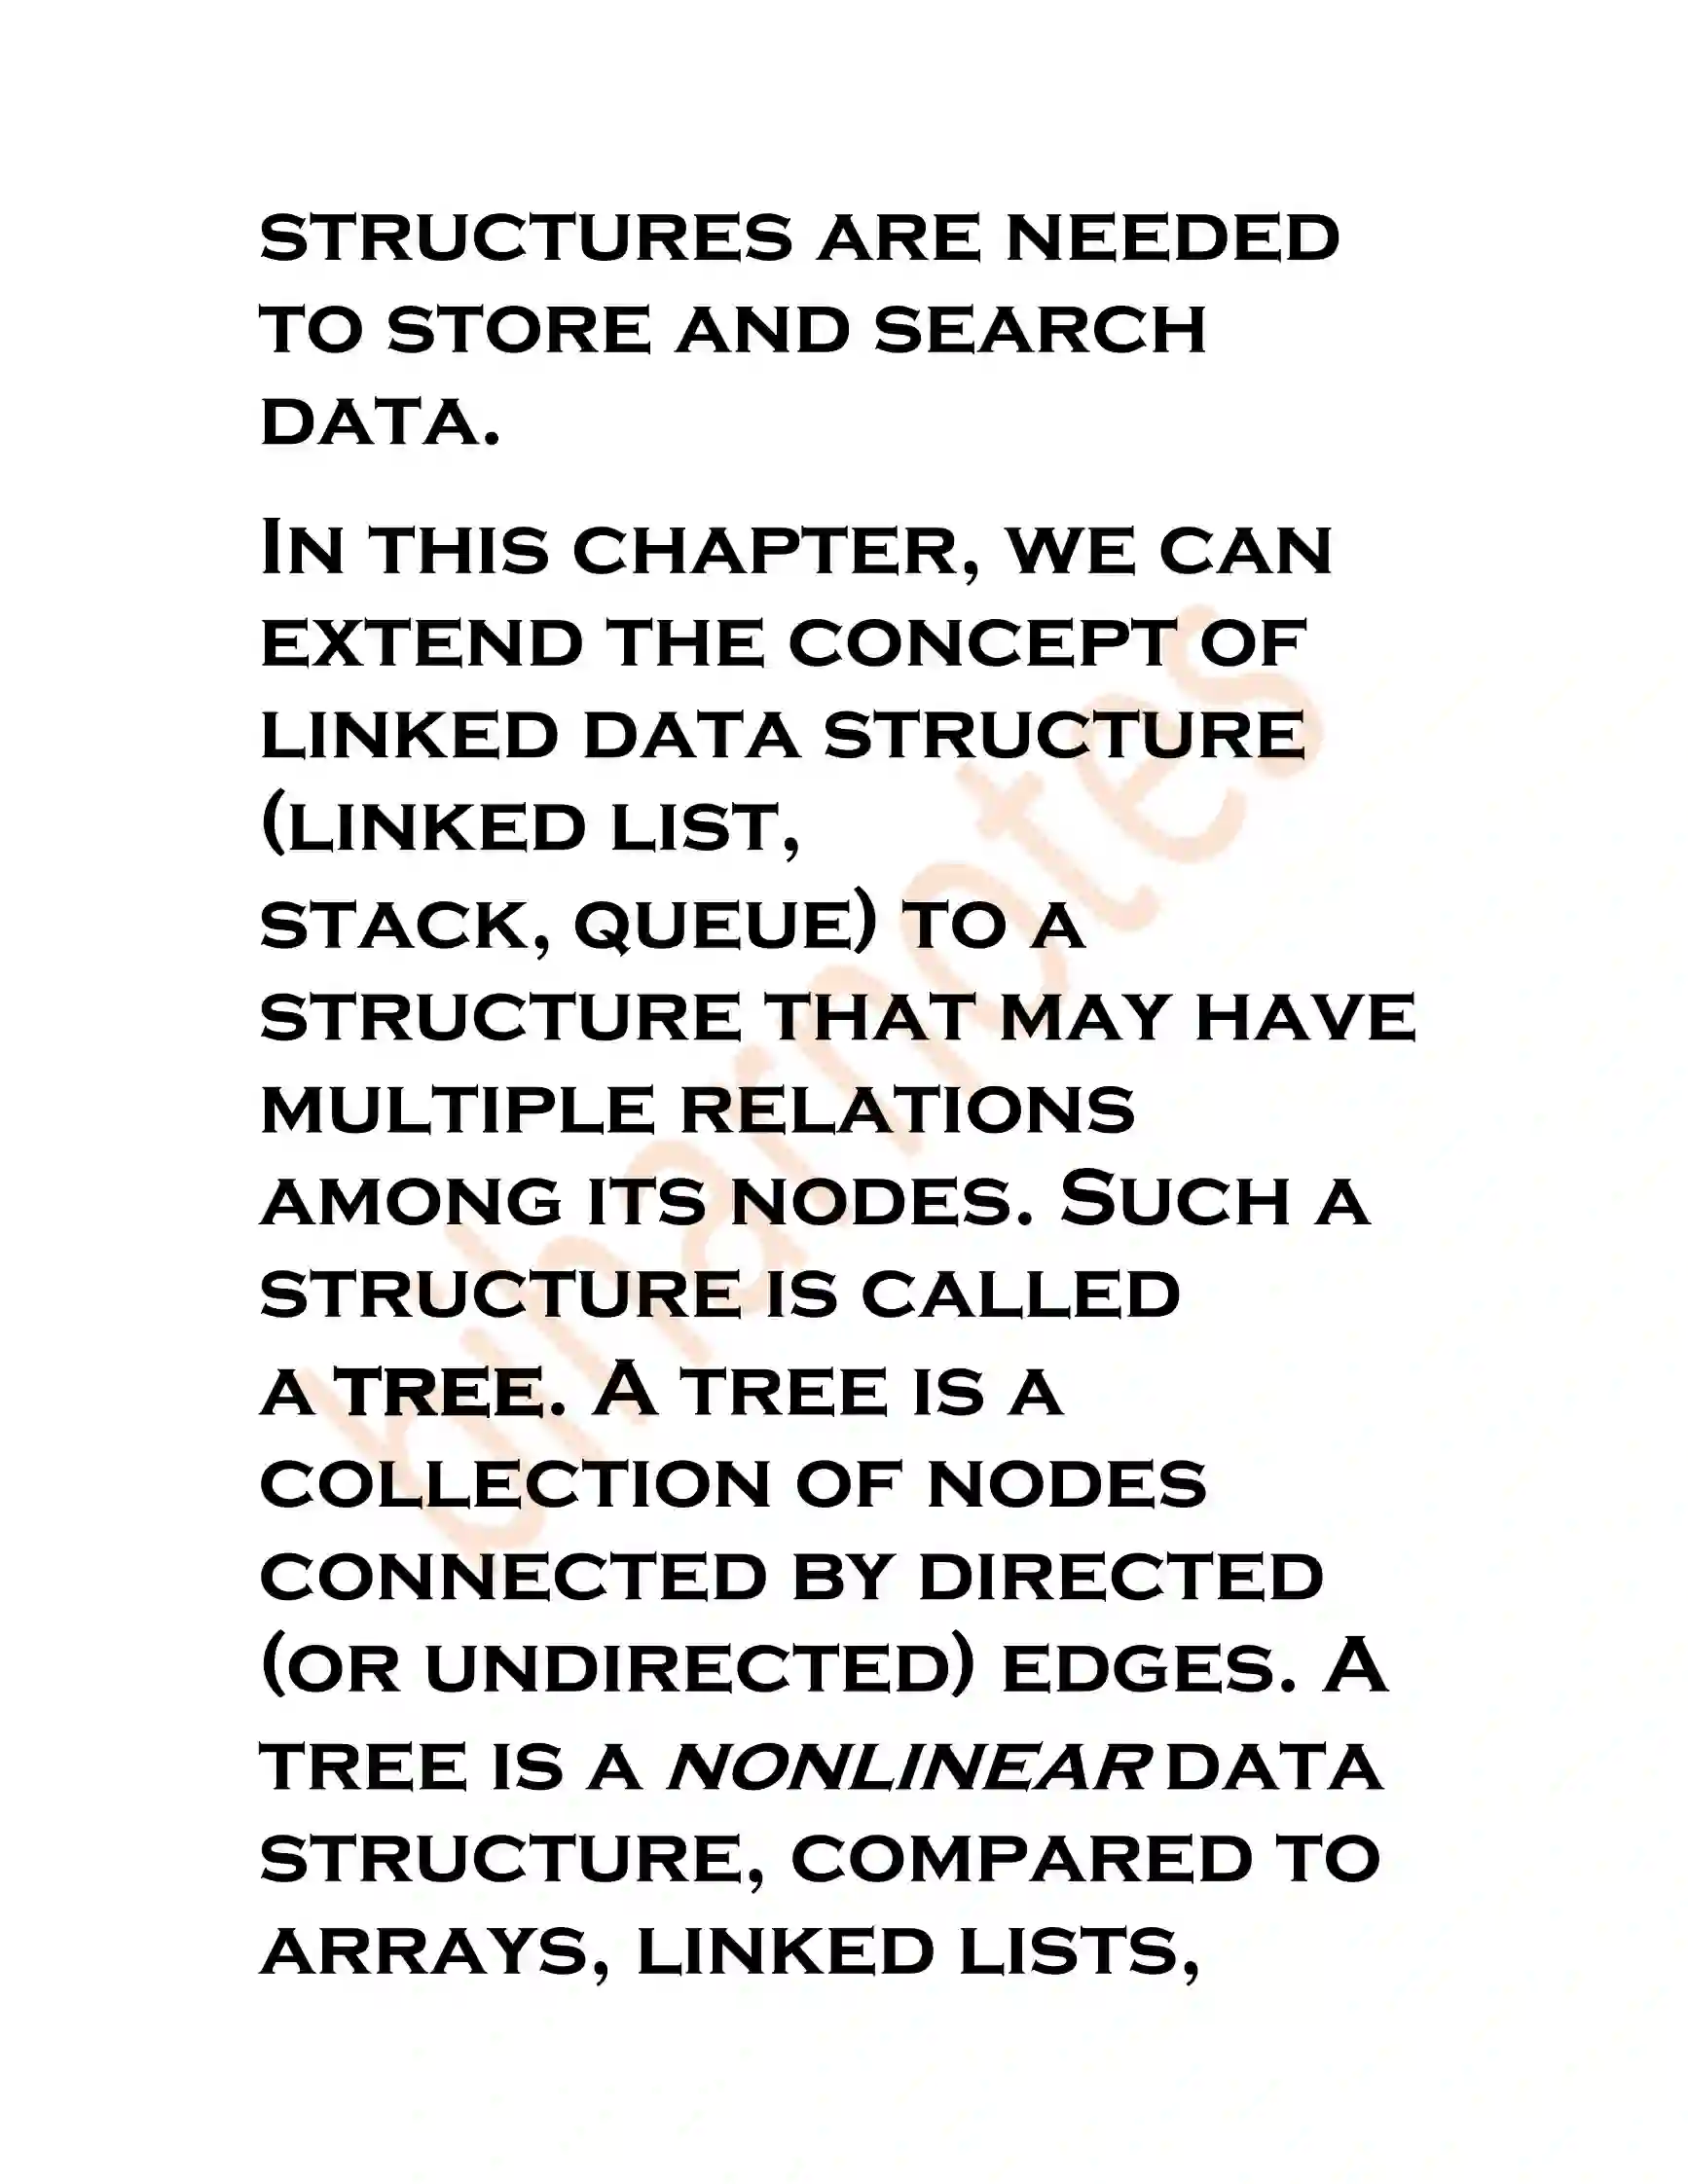 STRUCTURES ARE NEEDED
TO STORE AND SEARCH
DATA.
IN THIS CHAPTER, WE CAN
EXTEND THE CONCEPT OF
LINKED DATA STRUCTURE
(LINKED LIST,
STACK, QUEUE) TO A
STRUCTURE THAT MAY HAVE
MULTIPLE RELATIONS
AMONG ITS NODES. SUCH A
STRUCTURE IS CALLED
A TREE. A TREE IS A
COLLECTION OF NODES
CONNECTED BY DIRECTED
(OR UNDIRECTED) EDGES. A
TREE IS A NONLINEAR DATA
STRUCTURE, COMPARED TO
ARRAYS, LINKED LISTS,
biharnotes